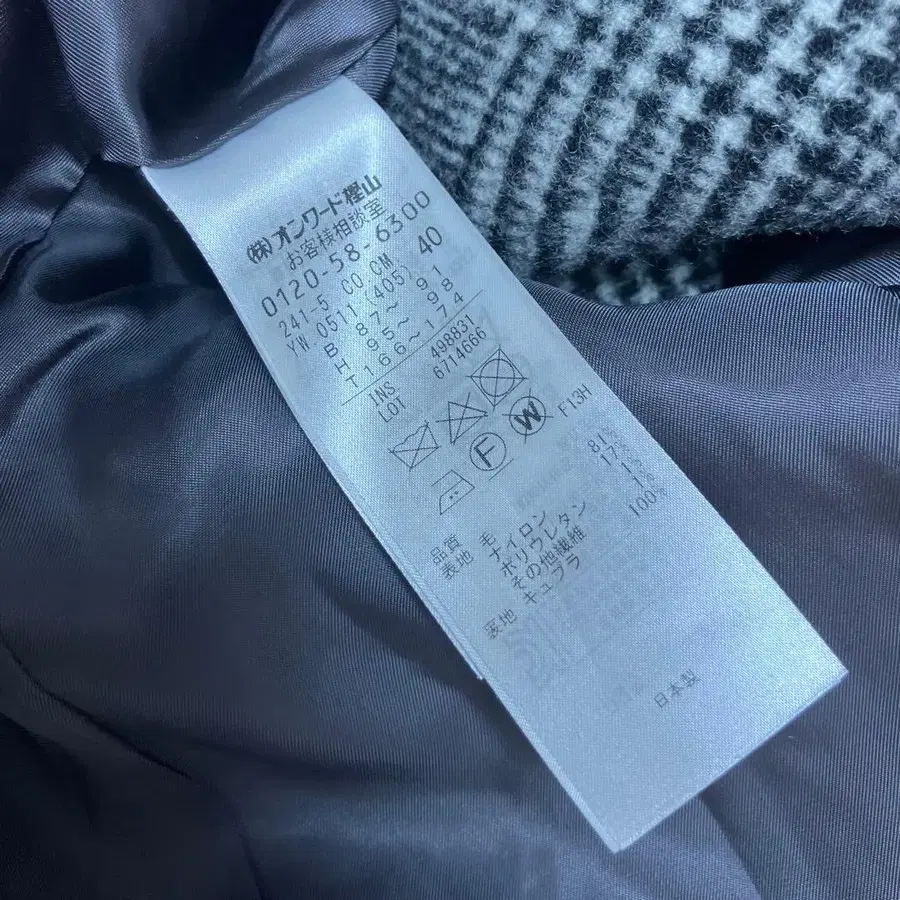 (株)オンワード樫山
お客様相談室
0120-58-6300
241-5 CO.CM 40
YW 0511 (405)
B 87～ 91
H 95～ 98
T166～174
INS 498831
LOT 6714666
F W F13H
品質
表地 毛 81%
ナイロン 17%
ポリウレタン 1%
その他繊維 1%
裏地 キュプラ 100%
日本製